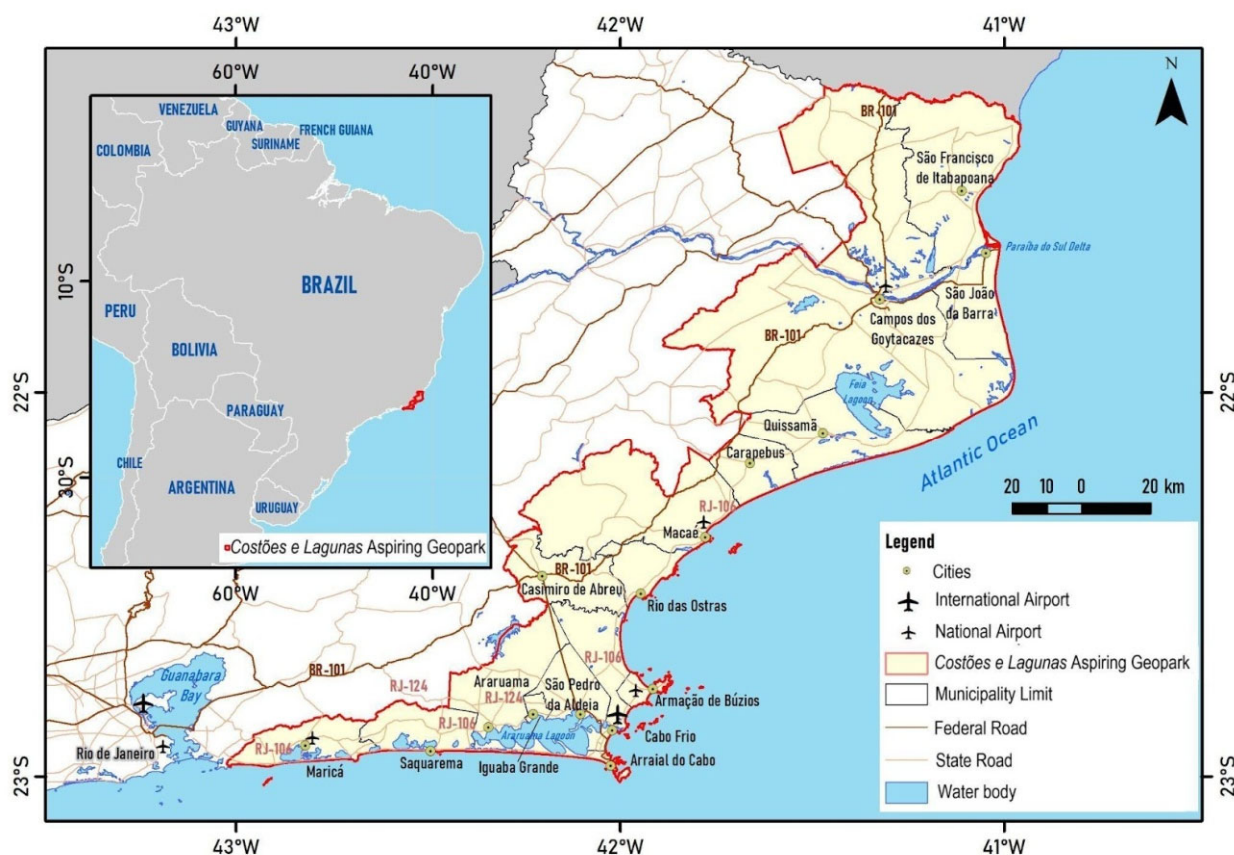 43°W
42°W
41°W
60°W
40°W
N
VENEZUELA
GUYANA
FRENCH GUIANA
SURINAME
COLOMBIA
BRAZIL
10°S
PERU
BOLIVIA
PARAGUAY
CHILE
30°S
ARGENTINA
URUGUAY
Costões e Lagunas Aspiring Geopark
60°W
40°W
22°S
22°S
23°S
23°S
BR-101
São Francisco
de Itabapoana
Paraíba do Sul Delta
São João
da Barra
Campos dos
Goytacazes
BR-101
Feia
Lagoon
Quissamã
Carapebus
Atlantic Ocean
RJ-106
Macaé
BR-101
Casimiro de Abreu
Rio das Ostras
BR-101
RJ-106
Guanabara
Bay
RJ-124
Araruama
RJ-124
São Pedro
da Aldeia
Armação de Búzios
RJ-106
RJ-106
Araruama Lagoon
Cabo Frio
Rio de Janeiro
Maricá
Saquarema
Iguaba Grande
Arraial do Cabo
20 10 0 20 km
Legend
Cities
International Airport
National Airport
Costões e Lagunas Aspiring Geopark
Municipality Limit
Federal Road
State Road
Water body
43°W
42°W
41°W